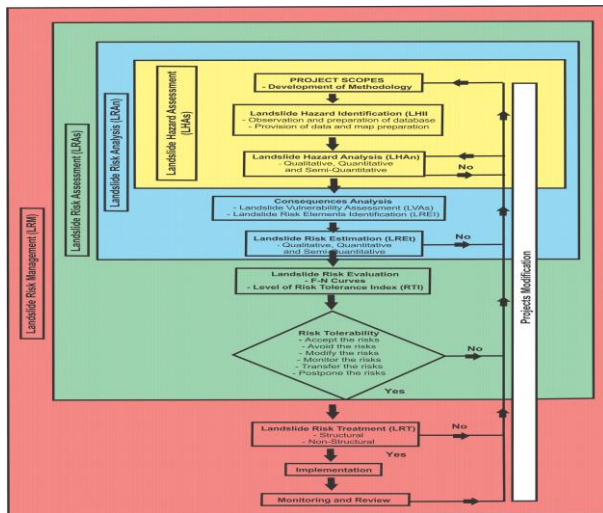 Landslide Risk Management (LRM)
Landslide Risk Assessment (LRAs)
Landslide Risk Analysis (LRAn)
Landslide Hazard Assessment
(LHAs)
PROJECT SCOPES
- Development of Methodology
Landslide Hazard Identification (LHII
- Observation and preparation of database
- Provision of data and map preparation
Landslide Hazard Analysis (LHAn)
- Qualitative, Quantitative
and Semi-Quantitative
No
Consequences Analysis
- Landslide Vulnerability Assessment (LVAs)
- Landslide Risk Elements Identification (LREI)
Landslide Risk Estimation (LREt)
- Qualitative, Quantitative
and Semi-Quantitative
No
Landslide Risk Evaluation
- F-N Curves
- Level of Risk Tolerance Index (RTI)
Risk Tolerability
- Accept the risks
- Avoid the risks
- Modify the risks
- Monitor the risks
- Transfer the risks
- Postpone the risks
No
Yes
Landslide Risk Treatment (LRT)
- Structural
- Non-Structural
No
Yes
Implementation
Monitoring and Review
Projects Modification